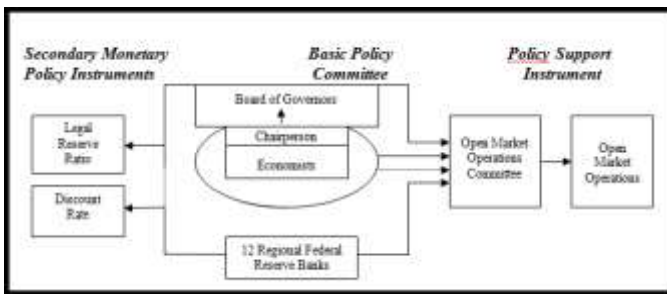 Secondary Monetary
Policy Instruments
Basic Policy
Committee
Policy Support
Instrument
Board of Governors
Chairperson
Economists
Legal
Reserve
Ratio
Discount
Rate
12 Regional Federal
Reserve Banks
Open Market
Operations
Committee
Open
Market
Operations